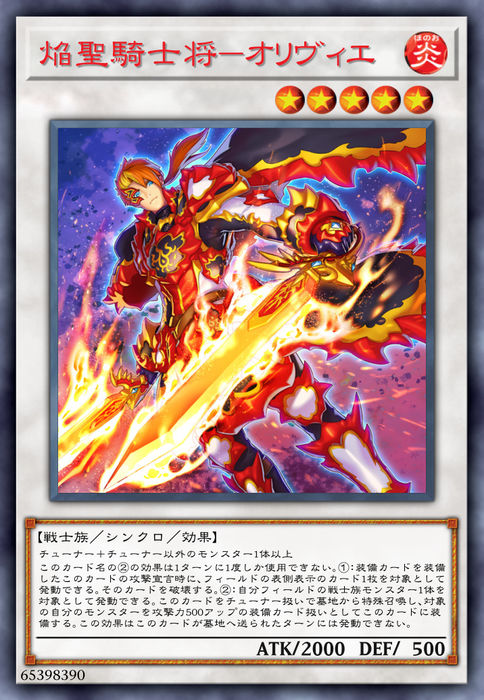 焔聖騎士将－オリヴィエ
ほのお
炎
【戦士族／シンクロ／効果】
チューナー＋チューナー以外のモンスター1体以上
このカード名の②の効果は1ターンに1度しか使用できない。①：装備カードを装備
したこのカードの攻撃宣言時に、フィールドの表側表示のカード1枚を対象として
発動できる。そのカードを破壊する。②：自分フィールドの戦士族モンスター1体を
対象として発動できる。このカードをチューナー扱いで墓地から特殊召喚し、対象
の自分のモンスターを攻撃力500アップの装備カード扱いとしてこのカードに装
備する。この効果はこのカードが墓地へ送られたターンには発動できない。
ATK/2000 DEF/ 500
65398390